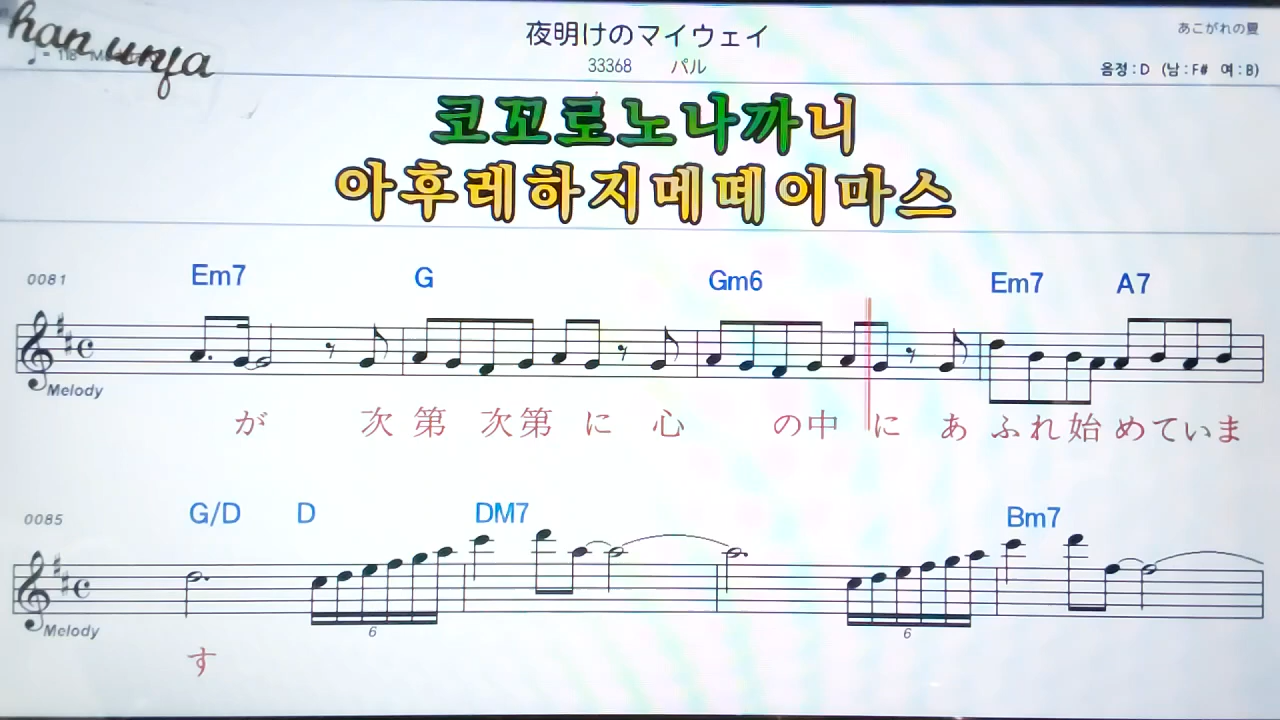 han unja
夜明けのマイウェイ
あこがれの夏
♩= 118
33368 パル
음정 : D (남 : F# 여 : B)
코꼬로노나까니
아후레하지메떼이마스
0081 Em7 G Gm6 Em7 A7
Melody
が 次第 次第に心 の中に あふれ始めていま
0085 G/D D DM7 Bm7
6 6
Melody
す